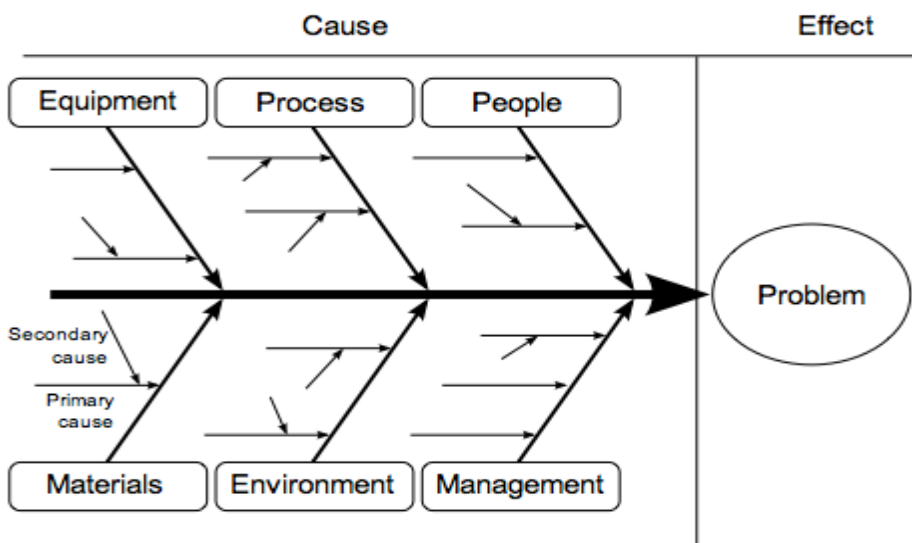 Cause
Effect
Equipment
Process
People
Problem
Secondary
cause
Primary
cause
Materials
Environment
Management